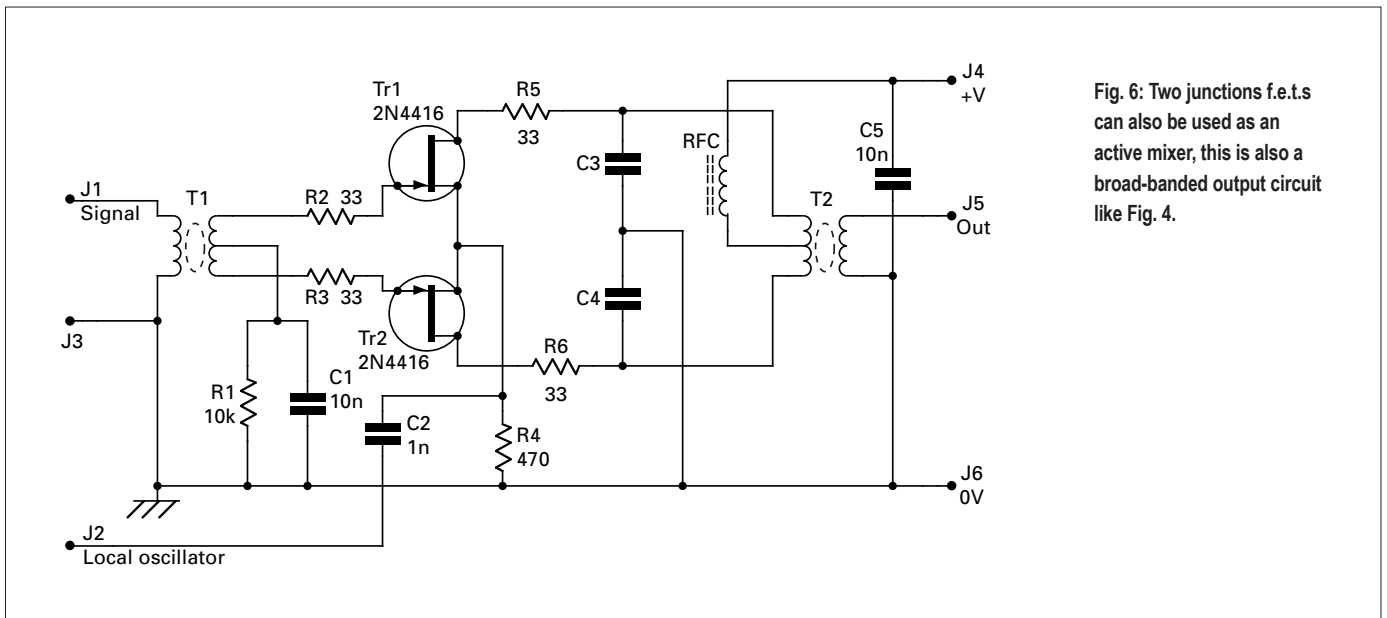 J1
Signal
J3
T1
R2 33
R3 33
R1
10k
C1
10n
Tr1
2N4416
Tr2
2N4416
C2
1n
R4
470
R5
33
R6
33
C3
C4
RFC
T2
C5
10n
J4
+V
J5
Out
J6
0V
J2
Local oscillator
Fig. 6: Two junctions f.e.t.s
can also be used as an
active mixer, this is also a
broad-banded output circuit
like Fig. 4.